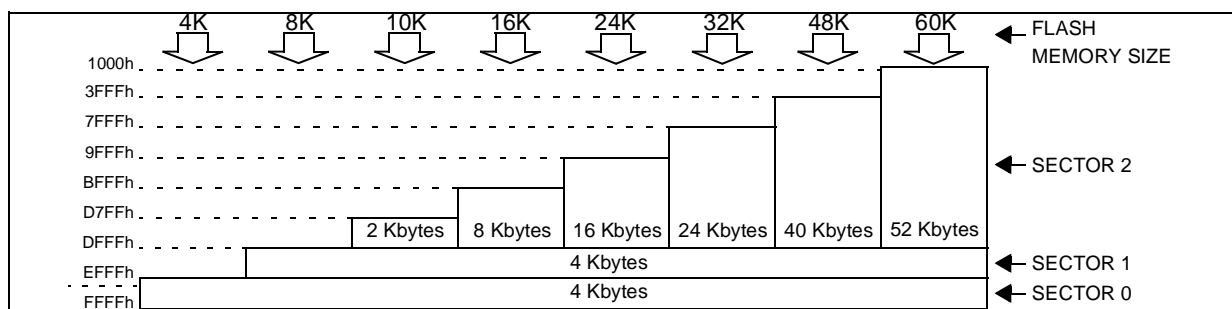 4K 8K 10K 16K 24K 32K 48K 60K FLASH
MEMORY SIZE
1000h
3FFFh
7FFFh
9FFFh
SECTOR 2
BFFFh
D7FFh
2 Kbytes 8 Kbytes 16 Kbytes 24 Kbytes 40 Kbytes 52 Kbytes
DFFFh
4 Kbytes SECTOR 1
EFFFh
4 Kbytes SECTOR 0
FFFFh